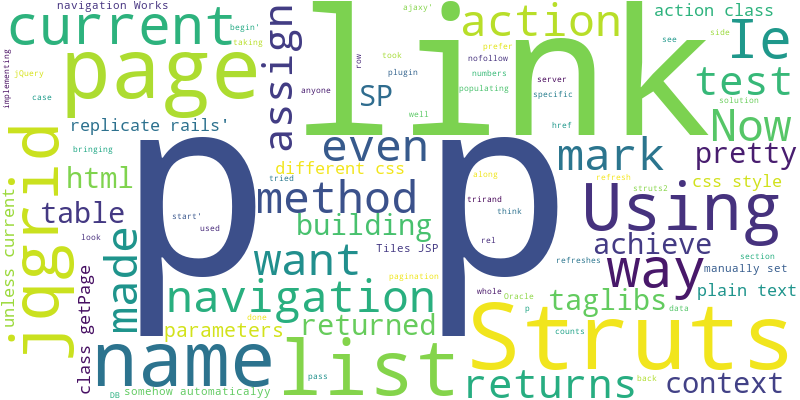 navigation Works
current
begin'
taking
ajaxy'
link
action
action class
see
side
implementing
jQuery
case
page
assign
row
took
plugin
anyone
prefer
nofollow
numbers
populating
well
server
specific
href
Ie
test
solution
SP
replicate rails'
bringing
even
mark
Now
pretty
jqgrid
html
different css
tried
along
refresh
css style
struts2
table
p p
method
trirand
think
Using
unless current
start'
used
building
rel
achieve
look
want
Tiles JSP
way
section
manually set
refreshes
made
class getPage
navigation
pagination
whole
Oracle
p
taglibs
plain text
data
parameters
done
returned
Struts
counts
name
list
pass
returns
back
context
DB
somehow automaticalyy